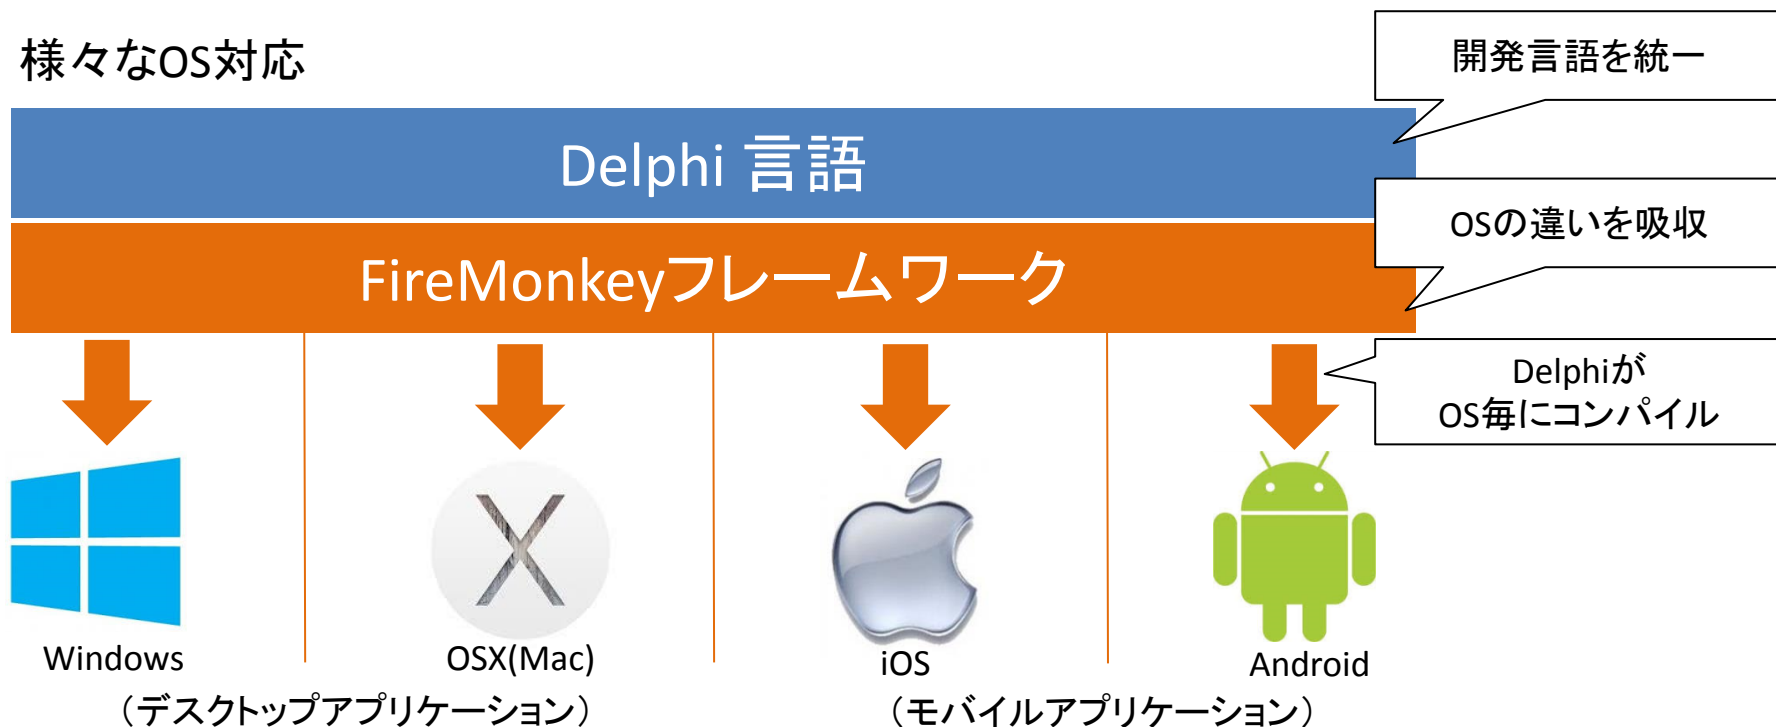 様々なOS対応
開発言語を統一
Delphi 言語
OSの違いを吸収
FireMonkeyフレームワーク
Delphiが
OS毎にコンパイル
Windows
OSX(Mac)
iOS
Android
（デスクトップアプリケーション）
（モバイルアプリケーション）